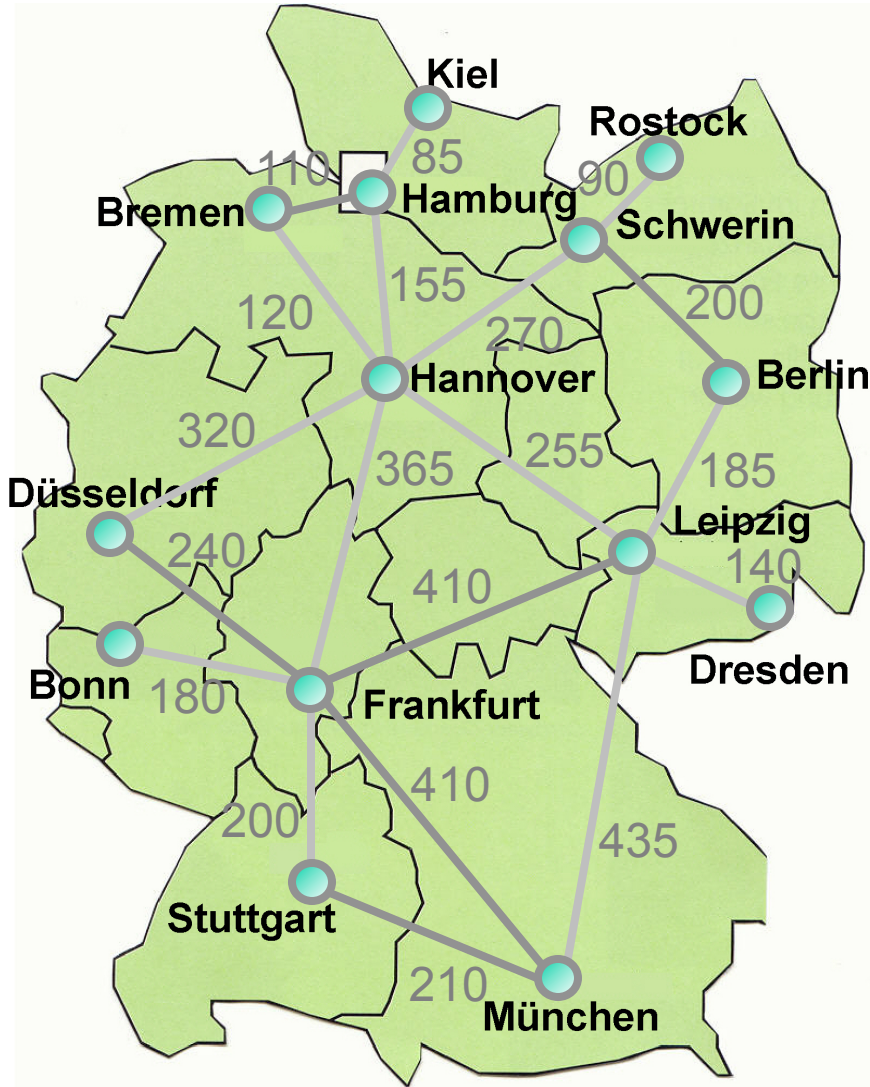 Kiel
Rostock
110
85
90
Bremen
Hamburg
Schwerin
155
200
120
270
Hannover
Berlin
320
255
365
185
Düsseldorf
Leipzig
240
140
410
Bonn
Dresden
180
Frankfurt
410
200
435
Stuttgart
210
München